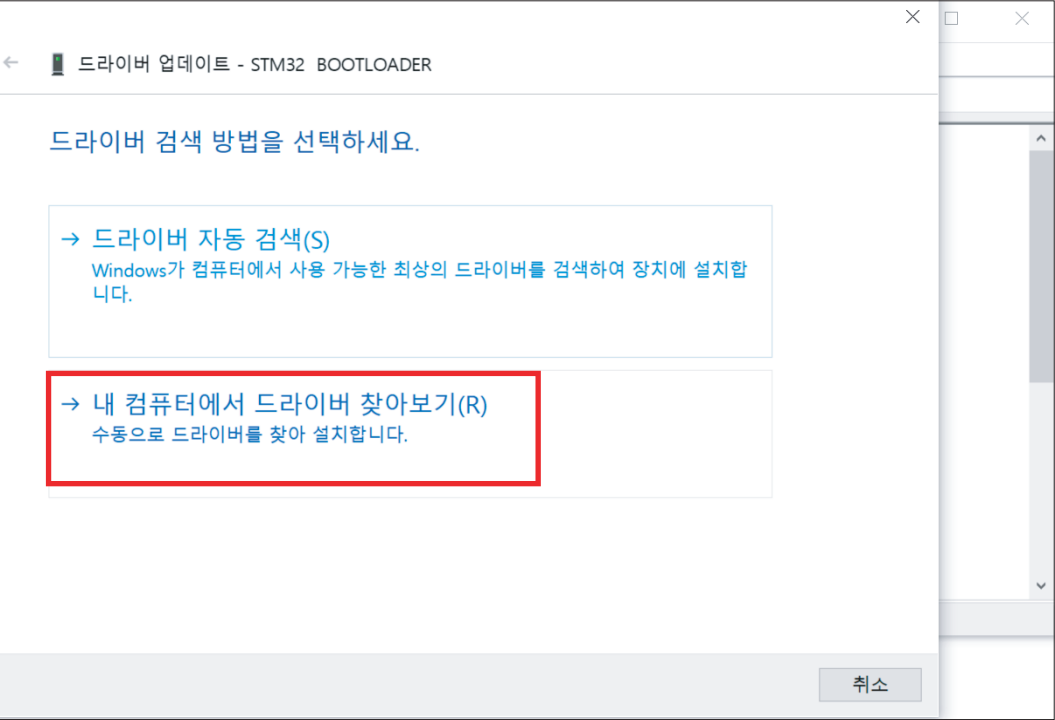 드라이버 업데이트 - STM32 BOOTLOADER
드라이버 검색 방법을 선택하세요.
→ 드라이버 자동 검색(S)
Windows가 컴퓨터에서 사용 가능한 최상의 드라이버를 검색하여 장치에 설치합
니다.
→ 내 컴퓨터에서 드라이버 찾아보기(R)
수동으로 드라이버를 찾아 설치합니다.
취소